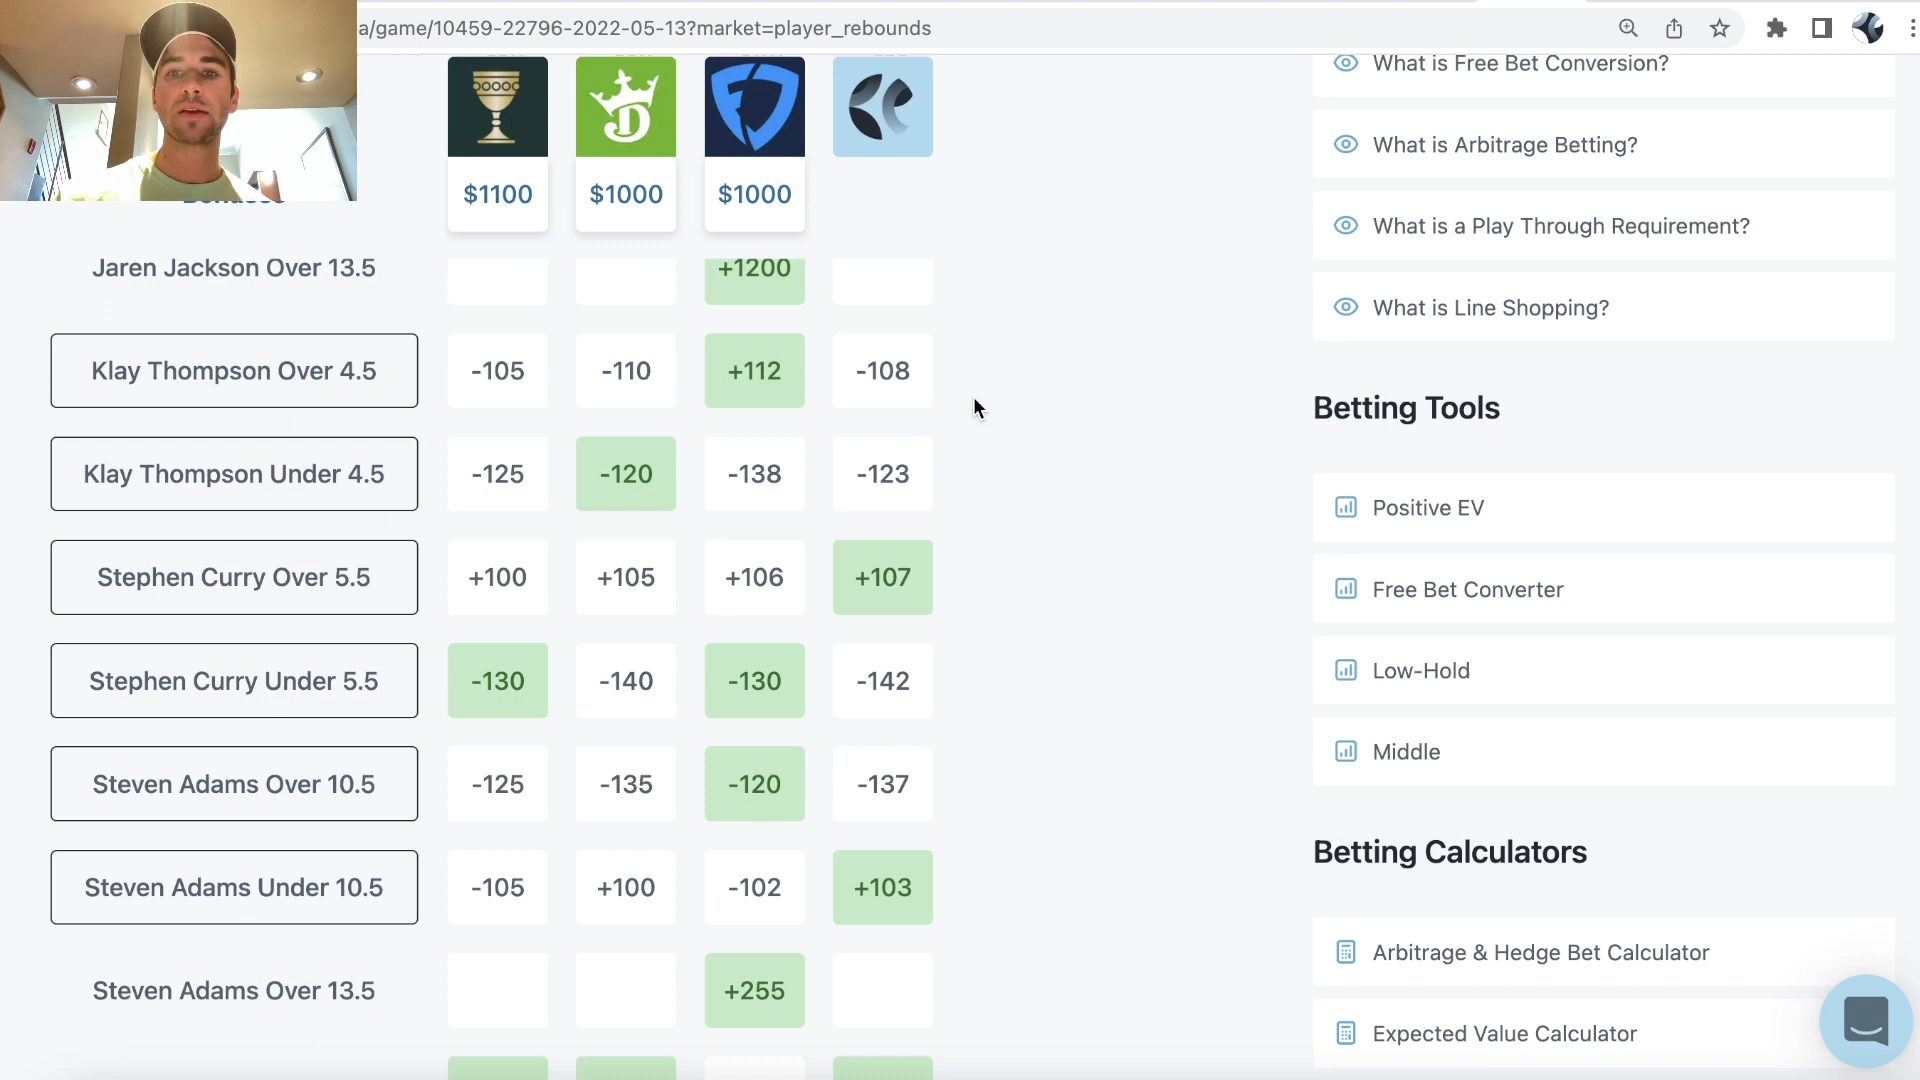 a/game/10459-22796-2022-05-13?market=player_rebounds
$1100 $1000 $1000
Jaren Jackson Over 13.5 +1200
Klay Thompson Over 4.5 -105 -110 +112 -108
Klay Thompson Under 4.5 -125 -120 -138 -123
Stephen Curry Over 5.5 +100 +105 +106 +107
Stephen Curry Under 5.5 -130 -140 -130 -142
Steven Adams Over 10.5 -125 -135 -120 -137
Steven Adams Under 10.5 -105 +100 -102 +103
Steven Adams Over 13.5 +255
What is Free Bet Conversion?
What is Arbitrage Betting?
What is a Play Through Requirement?
What is Line Shopping?
Betting Tools
Positive EV
Free Bet Converter
Low-Hold
Middle
Betting Calculators
Arbitrage & Hedge Bet Calculator
Expected Value Calculator